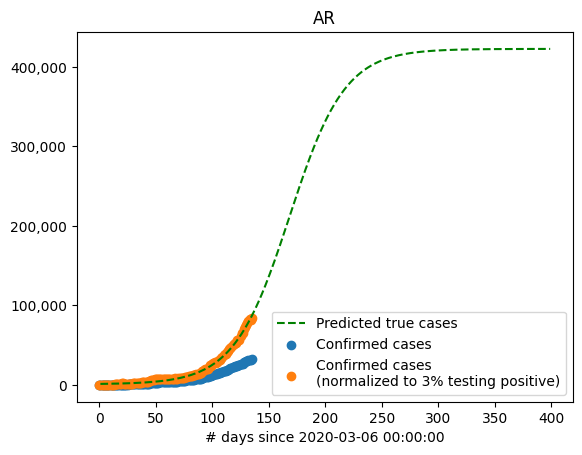 AR
400,000
300,000
200,000
100,000
0
Predicted true cases
Confirmed cases
Confirmed cases
(normalized to 3% testing positive)
0 50 100 150 200 250 300 350 400
# days since 2020-03-06 00:00:00